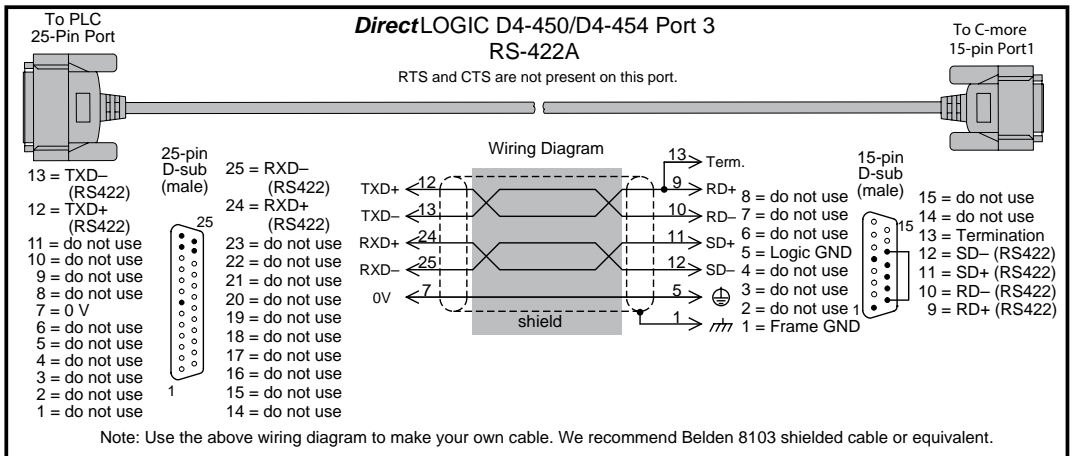 To PLC
25-Pin Port
DirectLOGIC D4-450/D4-454 Port 3
RS-422A
RTS and CTS are not present on this port.
To C-more
15-pin Port1
25-pin
D-sub
(male)
13 = TXD–
(RS422)
12 = TXD+
(RS422)
11 = do not use
10 = do not use
9 = do not use
8 = do not use
7 = 0 V
6 = do not use
5 = do not use
4 = do not use
3 = do not use
2 = do not use
1 = do not use
25
1
25 = RXD–
(RS422)
24 = RXD+
(RS422)
23 = do not use
22 = do not use
21 = do not use
20 = do not use
19 = do not use
18 = do not use
17 = do not use
16 = do not use
15 = do not use
14 = do not use
Wiring Diagram
13 Term.
TXD+ 12 9 RD+
TXD– 13 10 RD–
RXD+ 24 11 SD+
RXD– 25 12 SD–
0V 7 5
shield 1
8 = do not use
7 = do not use
6 = do not use
5 = Logic GND
4 = do not use
3 = do not use
2 = do not use
1 = Frame GND
15-pin
D-sub
(male)
15
1
15 = do not use
14 = do not use
13 = Termination
12 = SD– (RS422)
11 = SD+ (RS422)
10 = RD– (RS422)
9 = RD+ (RS422)
Note: Use the above wiring diagram to make your own cable. We recommend Belden 8103 shielded cable or equivalent.